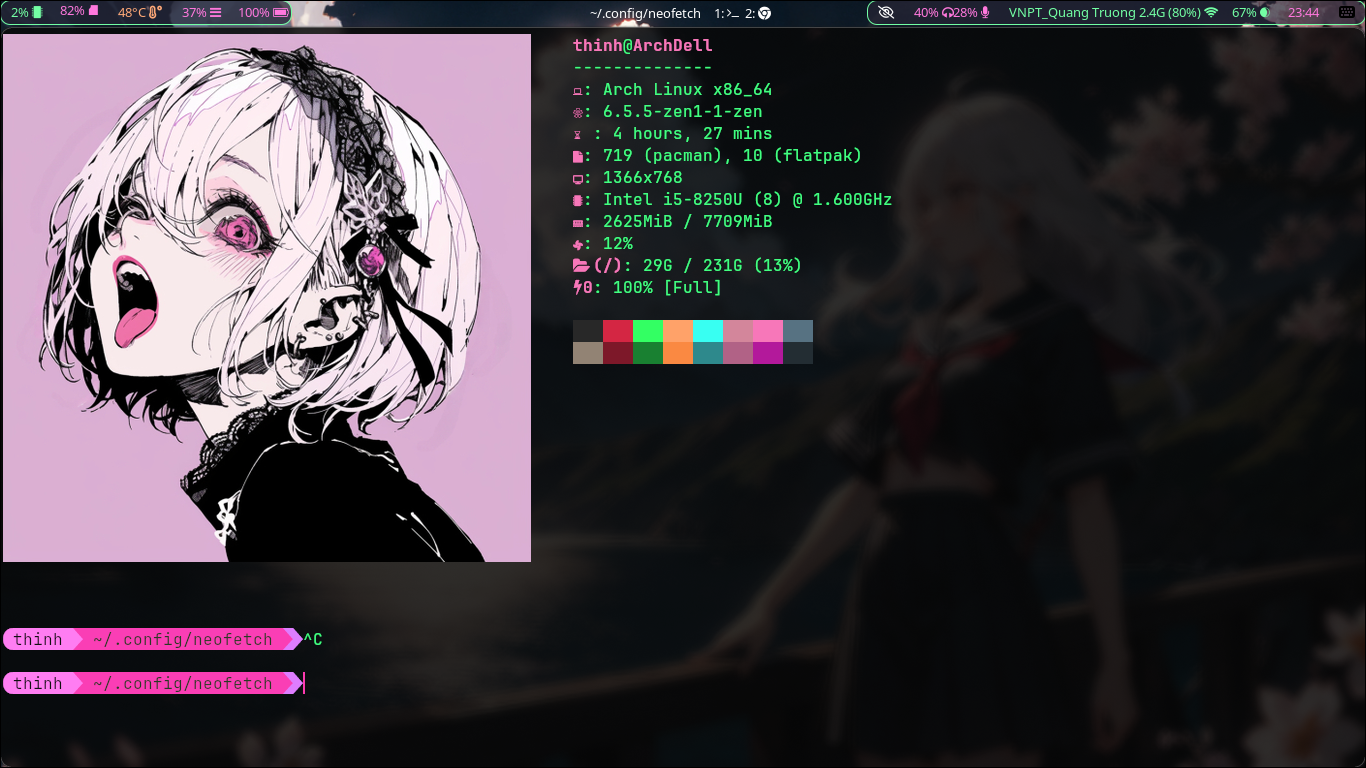 2% 82% 48°C 37% 100%
~/.config/neofetch 1: 2:
40% 28% VNPT_Quang Truong 2.4G (80%) 67% 23:44
think@ArchDell
--------------
: Arch Linux x86_64
: 6.5.5-zen1-1-zen
: 4 hours, 27 mins
: 719 (pacman), 10 (flatpak)
: 1366x768
: Intel i5-8250U (8) @ 1.600GHz
: 2625MiB / 7709MiB
: 12%
(/): 29G / 231G (13%)
0: 100% [Full]
thinh ~/.config/neofetch ^C
thinh ~/.config/neofetch